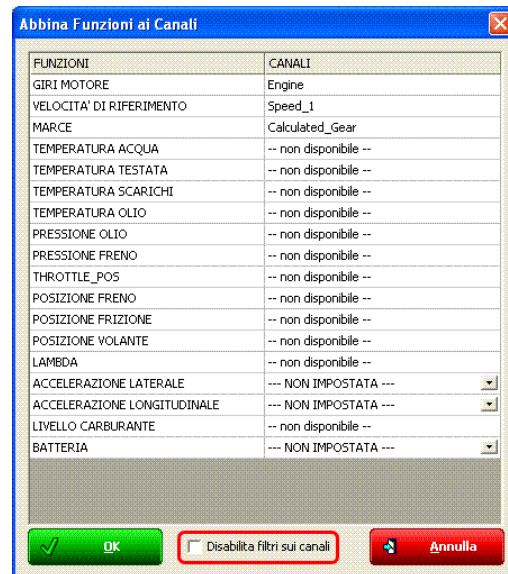 Abbina Funzioni ai Canali
FUNZIONI CANALI
GIRI MOTORE Engine
VELOCITA' DI RIFERIMENTO Speed_1
MARCE Calculated_Gear
TEMPERATURA ACQUA -- non disponibile --
TEMPERATURA TESTATA -- non disponibile --
TEMPERATURA SCARICHI -- non disponibile --
TEMPERATURA OLIO -- non disponibile --
PRESSIONE OLIO -- non disponibile --
PRESSIONE FRENO -- non disponibile --
THROTTLE_POS -- non disponibile --
POSIZIONE FRENO -- non disponibile --
POSIZIONE FRIZIONE -- non disponibile --
POSIZIONE VOLANTE -- non disponibile --
LAMBDA -- non disponibile --
ACCELERAZIONE LATERALE --- NON IMPOSTATA ---
ACCELERAZIONE LONGITUDINALE --- NON IMPOSTATA ---
LIVELLO CARBURANTE -- non disponibile --
BATTERIA --- NON IMPOSTATA ---
OK Disabilita filtri sui canali Annulla